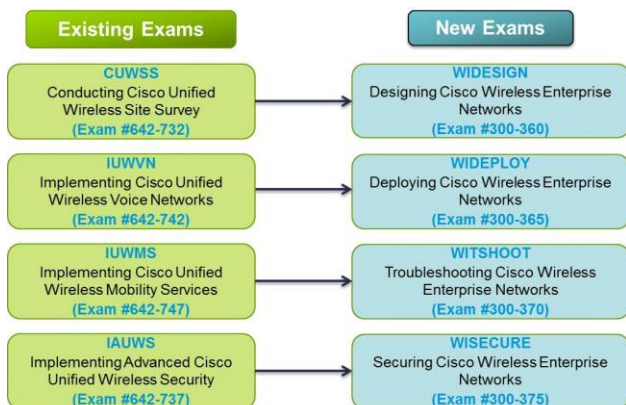 Existing Exams
New Exams
CUWSS
Conducting Cisco Unified
Wireless Site Survey
(Exam #642-732)
WIDESIGN
Designing Cisco Wireless Enterprise
Networks
(Exam #300-360)
IUWVN
Implementing Cisco Unified
Wireless Voice Networks
(Exam #642-742)
WIDEPLOY
Deploying Cisco Wireless Enterprise
Networks
(Exam #300-365)
IUWMS
Implementing Cisco Unified
Wireless Mobility Services
(Exam #642-747)
WITSHOOT
Troubleshooting Cisco Wireless
Enterprise Networks
(Exam #300-370)
IAUWS
Implementing Advanced Cisco
Unified Wireless Security
(Exam #642-737)
WISECURE
Securing Cisco Wireless Enterprise
Networks
(Exam #300-375)